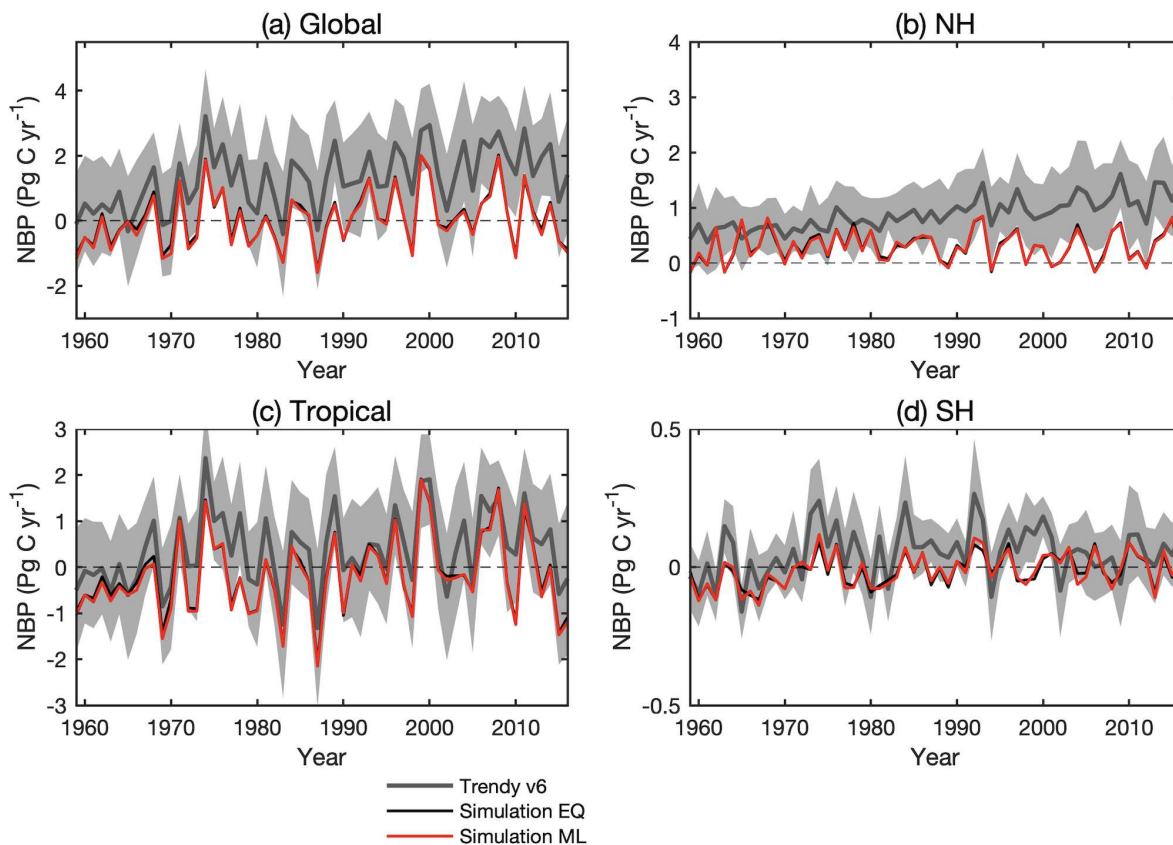 (a) Global
NBP (Pg C yr⁻¹)
4
2
0
-2
1960 1970 1980 1990 2000 2010
Year
(b) NH
NBP (Pg C yr⁻¹)
4
3
2
1
0
-1
1960 1970 1980 1990 2000 2010
Year
(c) Tropical
NBP (Pg C yr⁻¹)
3
2
1
0
-1
-2
-3
1960 1970 1980 1990 2000 2010
Year
(d) SH
NBP (Pg C yr⁻¹)
0.5
0
-0.5
1960 1970 1980 1990 2000 2010
Year
Trendy v6
Simulation EQ
Simulation ML